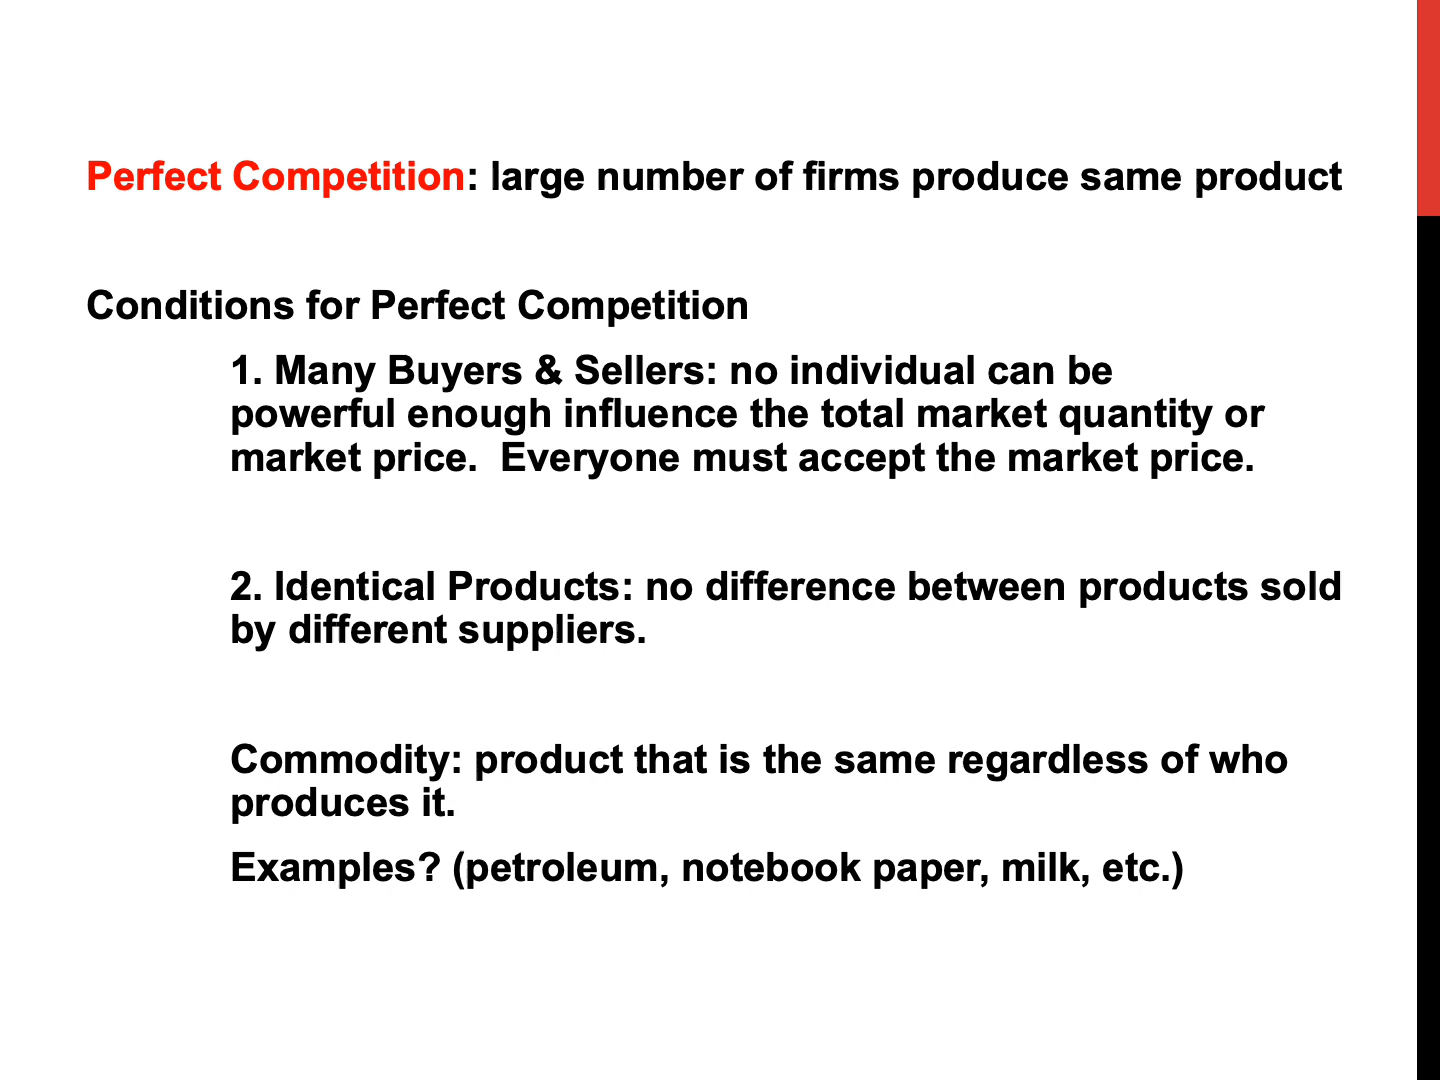 Perfect Competition: large number of firms produce same product
Conditions for Perfect Competition
1. Many Buyers & Sellers: no individual can be
powerful enough influence the total market quantity or
market price.  Everyone must accept the market price.
2. Identical Products: no difference between products sold
by different suppliers.
Commodity: product that is the same regardless of who
produces it.
Examples? (petroleum, notebook paper, milk, etc.)